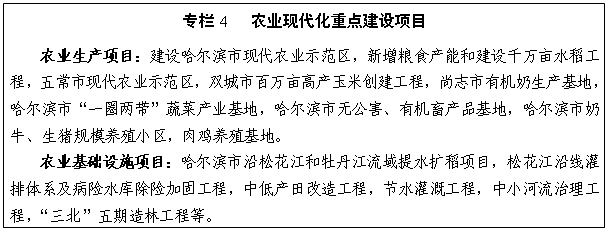 专栏 4 农业现代化重点建设项目
农业生产项目：建设哈尔滨市现代农业示范区，新增粮食产能和建设千万亩水稻工
程，五常市现代农业示范区，双城市百万亩高产玉米创建工程，尚志市有机奶生产基地，
哈尔滨市“一圈两带”蔬菜产业基地，哈尔滨市无公害、有机畜产品基地，哈尔滨市奶
牛、生猪规模养殖小区，肉鸡养殖基地。
农业基础设施项目：哈尔滨市沿松花江和牡丹江流域提水扩稻项目，松花江沿线灌
排体系及病险水库除险加固工程，中低产田改造工程，节水灌溉工程，中小河流治理工
程，“三北”五期造林工程等。